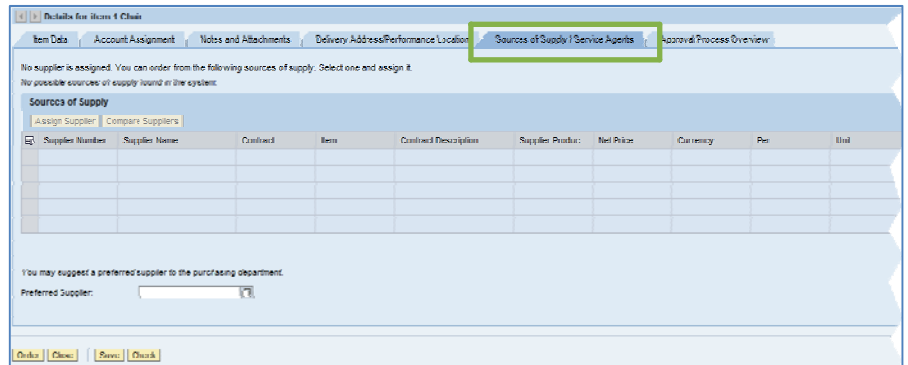 Details for item 1 Chair
Item Data Account Assignment Notes and Attachments Delivery Address/Performance Location Sources of Supply / Service Agents Approval Process Overview
No supplier is assigned. You can order from the following sources of supply. Select one and assign it.
No possible sources of supply found in the system.
Sources of Supply
Assign Supplier Compare Suppliers
Supplier Number Supplier Name Contract Item Contract Description Supplier Product Net Price Currency Per Unit
You may suggest a preferred supplier to the purchasing department.
Preferred Supplier:
Order Close Save Check